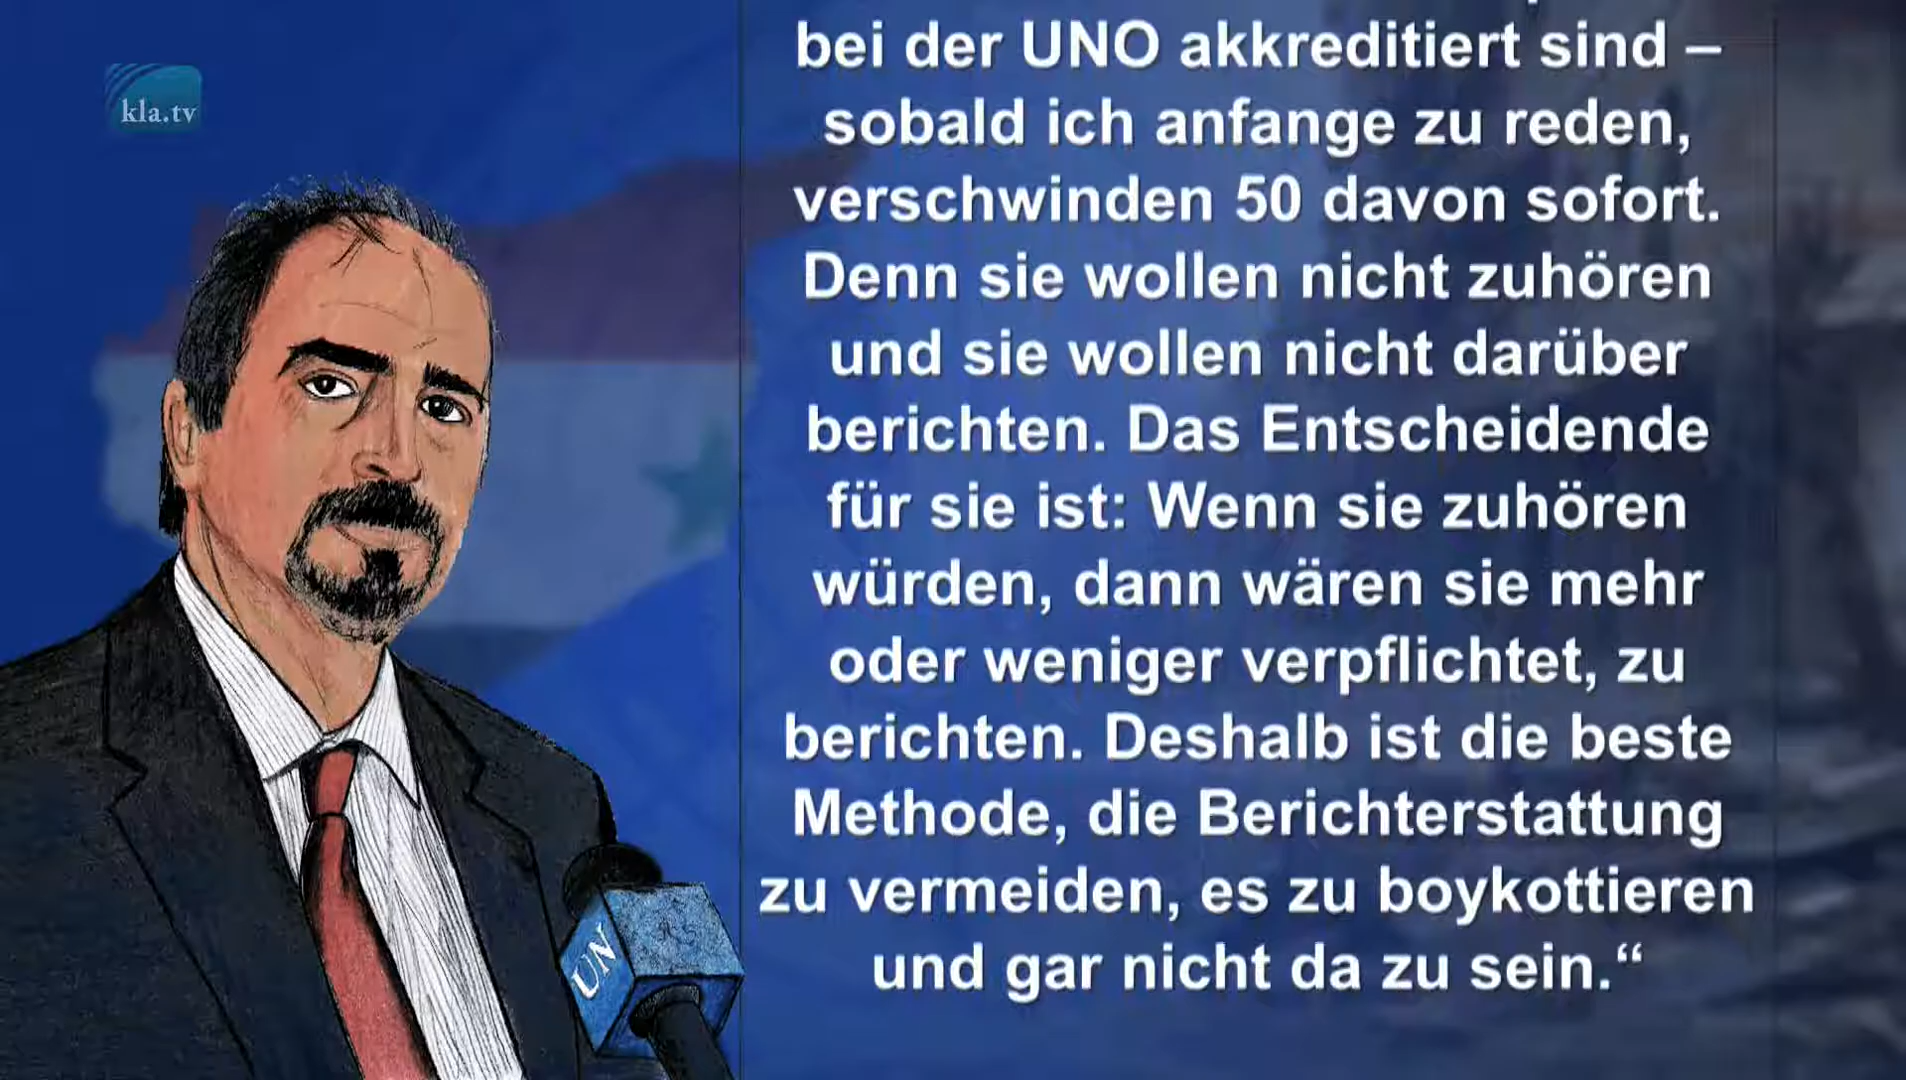 kla.tv
bei der UNO akkreditiert sind –
sobald ich anfange zu reden,
verschwinden 50 davon sofort.
Denn sie wollen nicht zuhören
und sie wollen nicht darüber
berichten. Das Entscheidende
für sie ist: Wenn sie zuhören
würden, dann wären sie mehr
oder weniger verpflichtet, zu
berichten. Deshalb ist die beste
Methode, die Berichterstattung
zu vermeiden, es zu boykottieren
und gar nicht da zu sein.“
UN